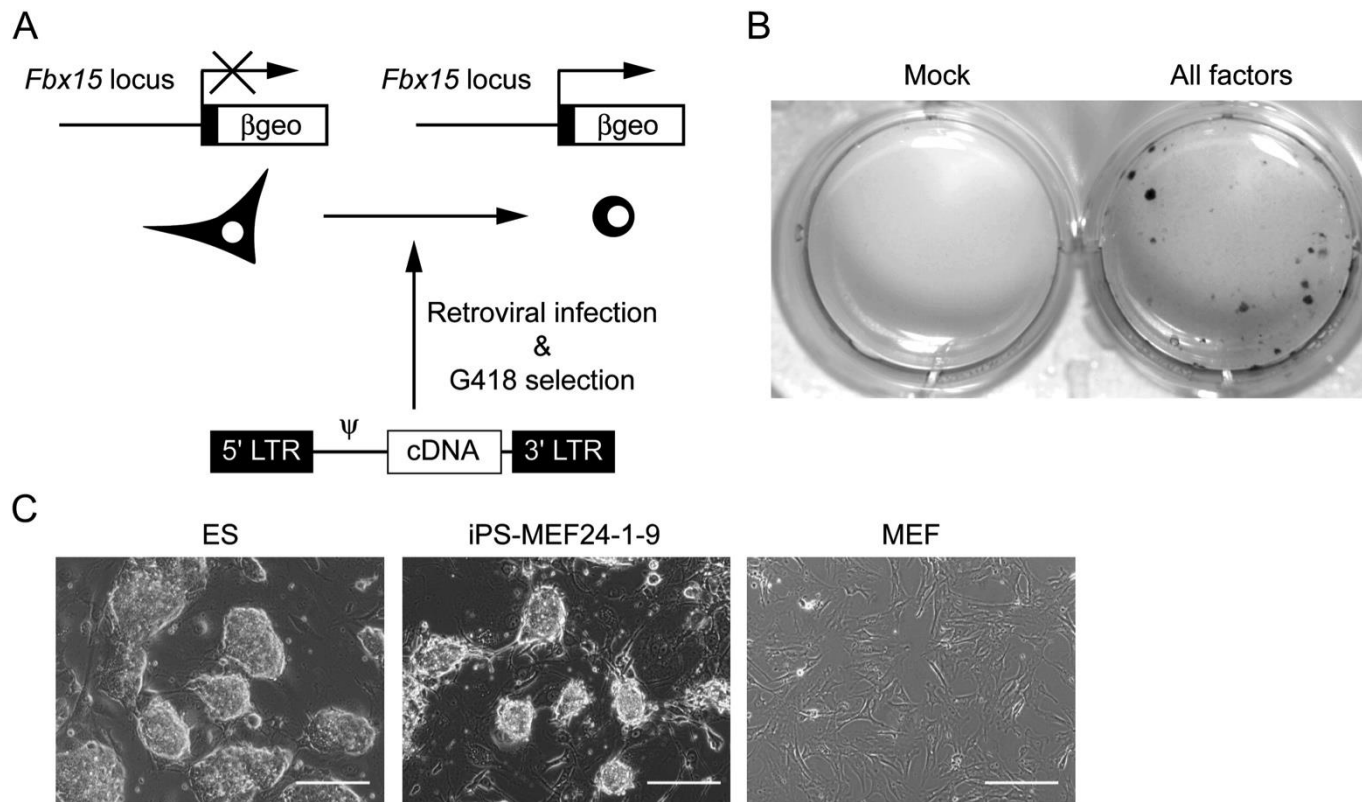 A
Fbx15 locus
βgeo
Fbx15 locus
βgeo
Retroviral infection
&
G418 selection
5' LTR
ψ
cDNA
3' LTR
B
Mock
All factors
C
ES
iPS-MEF24-1-9
MEF